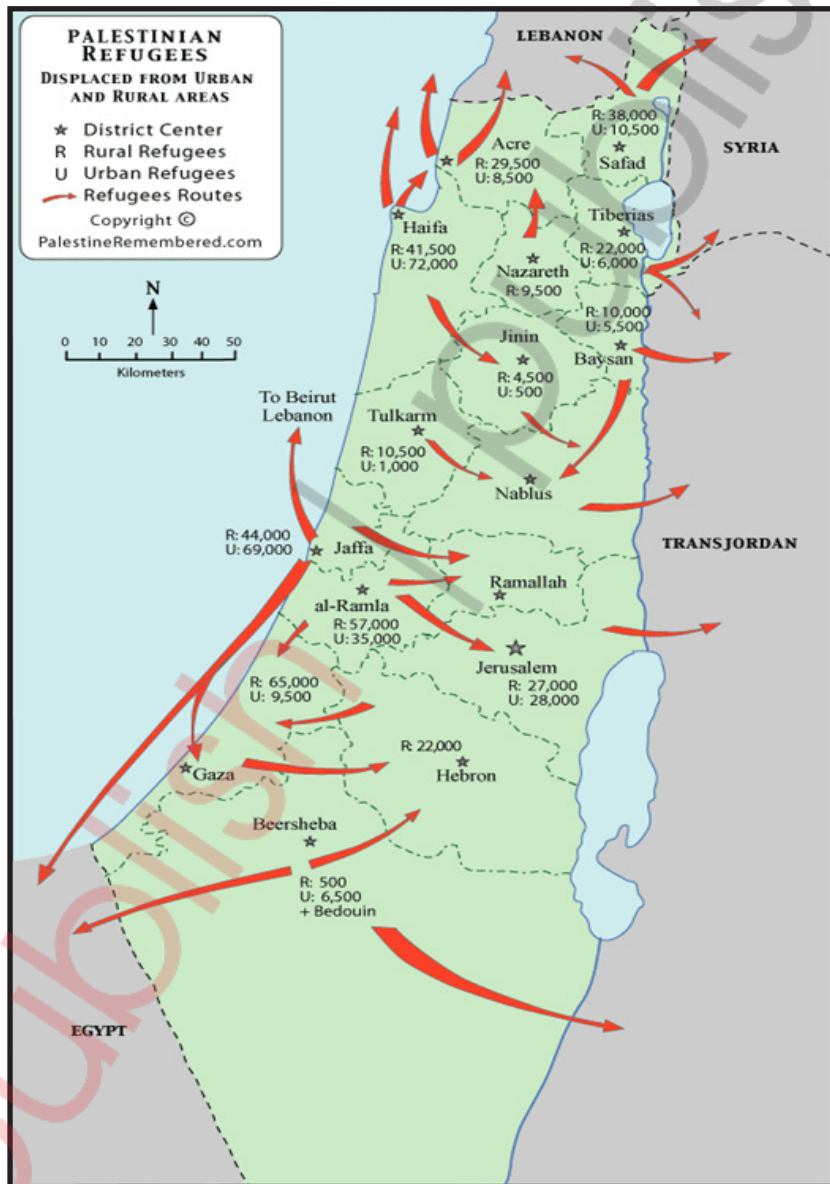 PALESTINIAN
REFUGEES
DISPLACED FROM URBAN
AND RURAL AREAS
District Center
R Rural Refugees
U Urban Refugees
Refugees Routes
Copyright ©
PalestineRemembered.com
N
0 10 20 30 40 50
Kilometers
LEBANON
SYRIA
R: 38,000
U: 10,500
Safad
Acre
R: 29,500
U: 8,500
Haifa
R: 41,500
U: 72,000
Tiberias
R: 22,000
U: 6,000
Nazareth
R: 9,500
R: 10,000
U: 5,500
Baysan
Jinin
R: 4,500
U: 500
To Beirut
Lebanon
Tulkarm
R: 10,500
U: 1,000
Nablus
R: 44,000
U: 69,000
Jaffa
TRANSJORDAN
Ramallah
al-Ramla
R: 57,000
U: 35,000
Jerusalem
R: 27,000
U: 28,000
R: 65,000
U: 9,500
R: 22,000
Hebron
Gaza
Beersheba
R: 500
U: 6,500
+ Bedouin
EGYPT
publish
publish